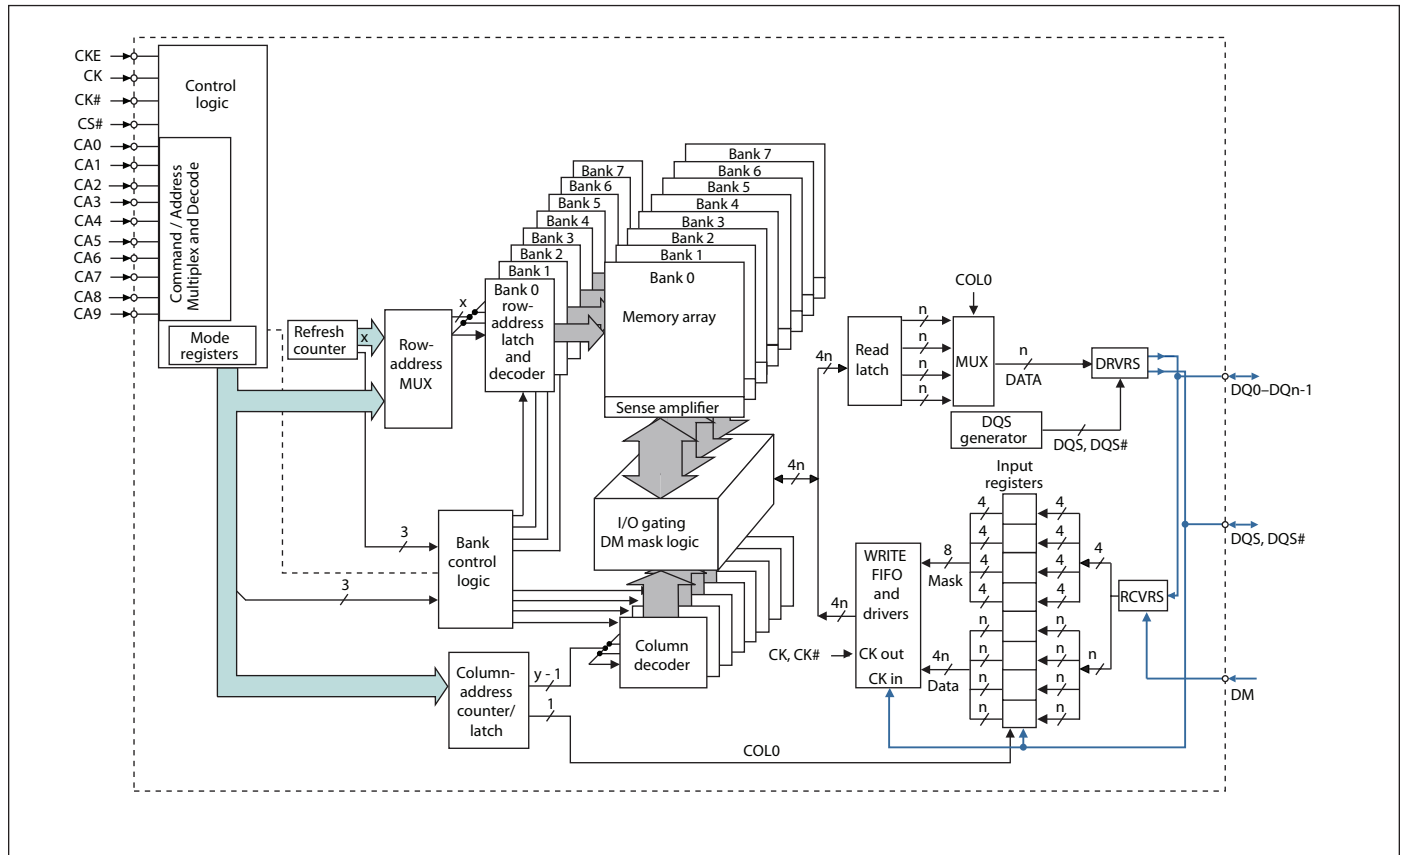 CKE
CK
CK#
CS#
CA0
CA1
CA2
CA3
CA4
CA5
CA6
CA7
CA8
CA9
Control
logic
Command / Address
Multiplex and Decode
Mode
registers
Refresh
counter
x
Row-
address
MUX
x
Bank 7
Bank 6
Bank 5
Bank 4
Bank 3
Bank 2
Bank 1
Bank 0
row-
address
latch
and
decoder
Bank 7
Bank 6
Bank 5
Bank 4
Bank 3
Bank 2
Bank 1
Bank 0
Memory array
Sense amplifier
3
3
Bank
control
logic
I/O gating
DM mask logic
Column
decoder
Column-
address
counter/
latch
y - 1
1
COL0
4n
4n
4n
Read
latch
n
n
n
n
COL0
MUX
n
DATA
DRVRS
DQS
generator
DQS, DQS#
DQ0–DQn-1
DQS, DQS#
DM
Input
registers
4
4
4
4
n
n
n
n
4
4
4
4
n
n
n
n
4
n
RCVRS
8
Mask
4n
Data
WRITE
FIFO
and
drivers
CK out
CK in
CK, CK#